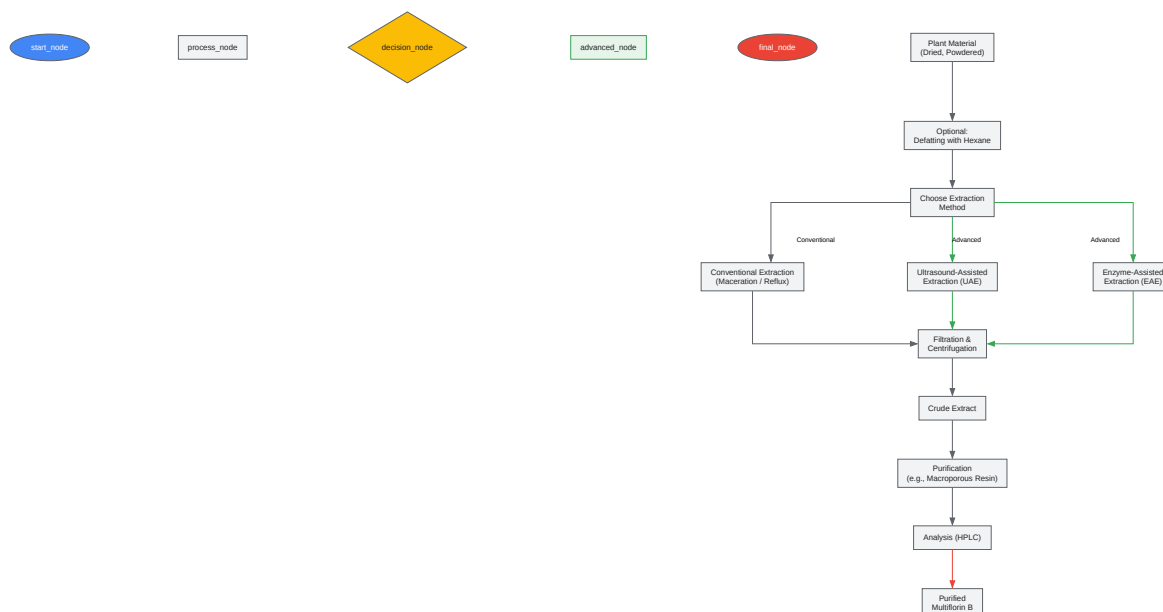 start_node
process_node
decision_node
advanced_node
final_node
Plant Material
(Dried, Powdered)
Optional:
Defatting with Hexane
Choose Extraction
Method
Conventional
Advanced
Advanced
Conventional Extraction
(Maceration / Reflux)
Ultrasound-Assisted
Extraction (UAE)
Enzyme-Assisted
Extraction (EAE)
Filtration &
Centrifugation
Crude Extract
Purification
(e.g., Macroporous Resin)
Analysis (HPLC)
Purified
Multiflorin B